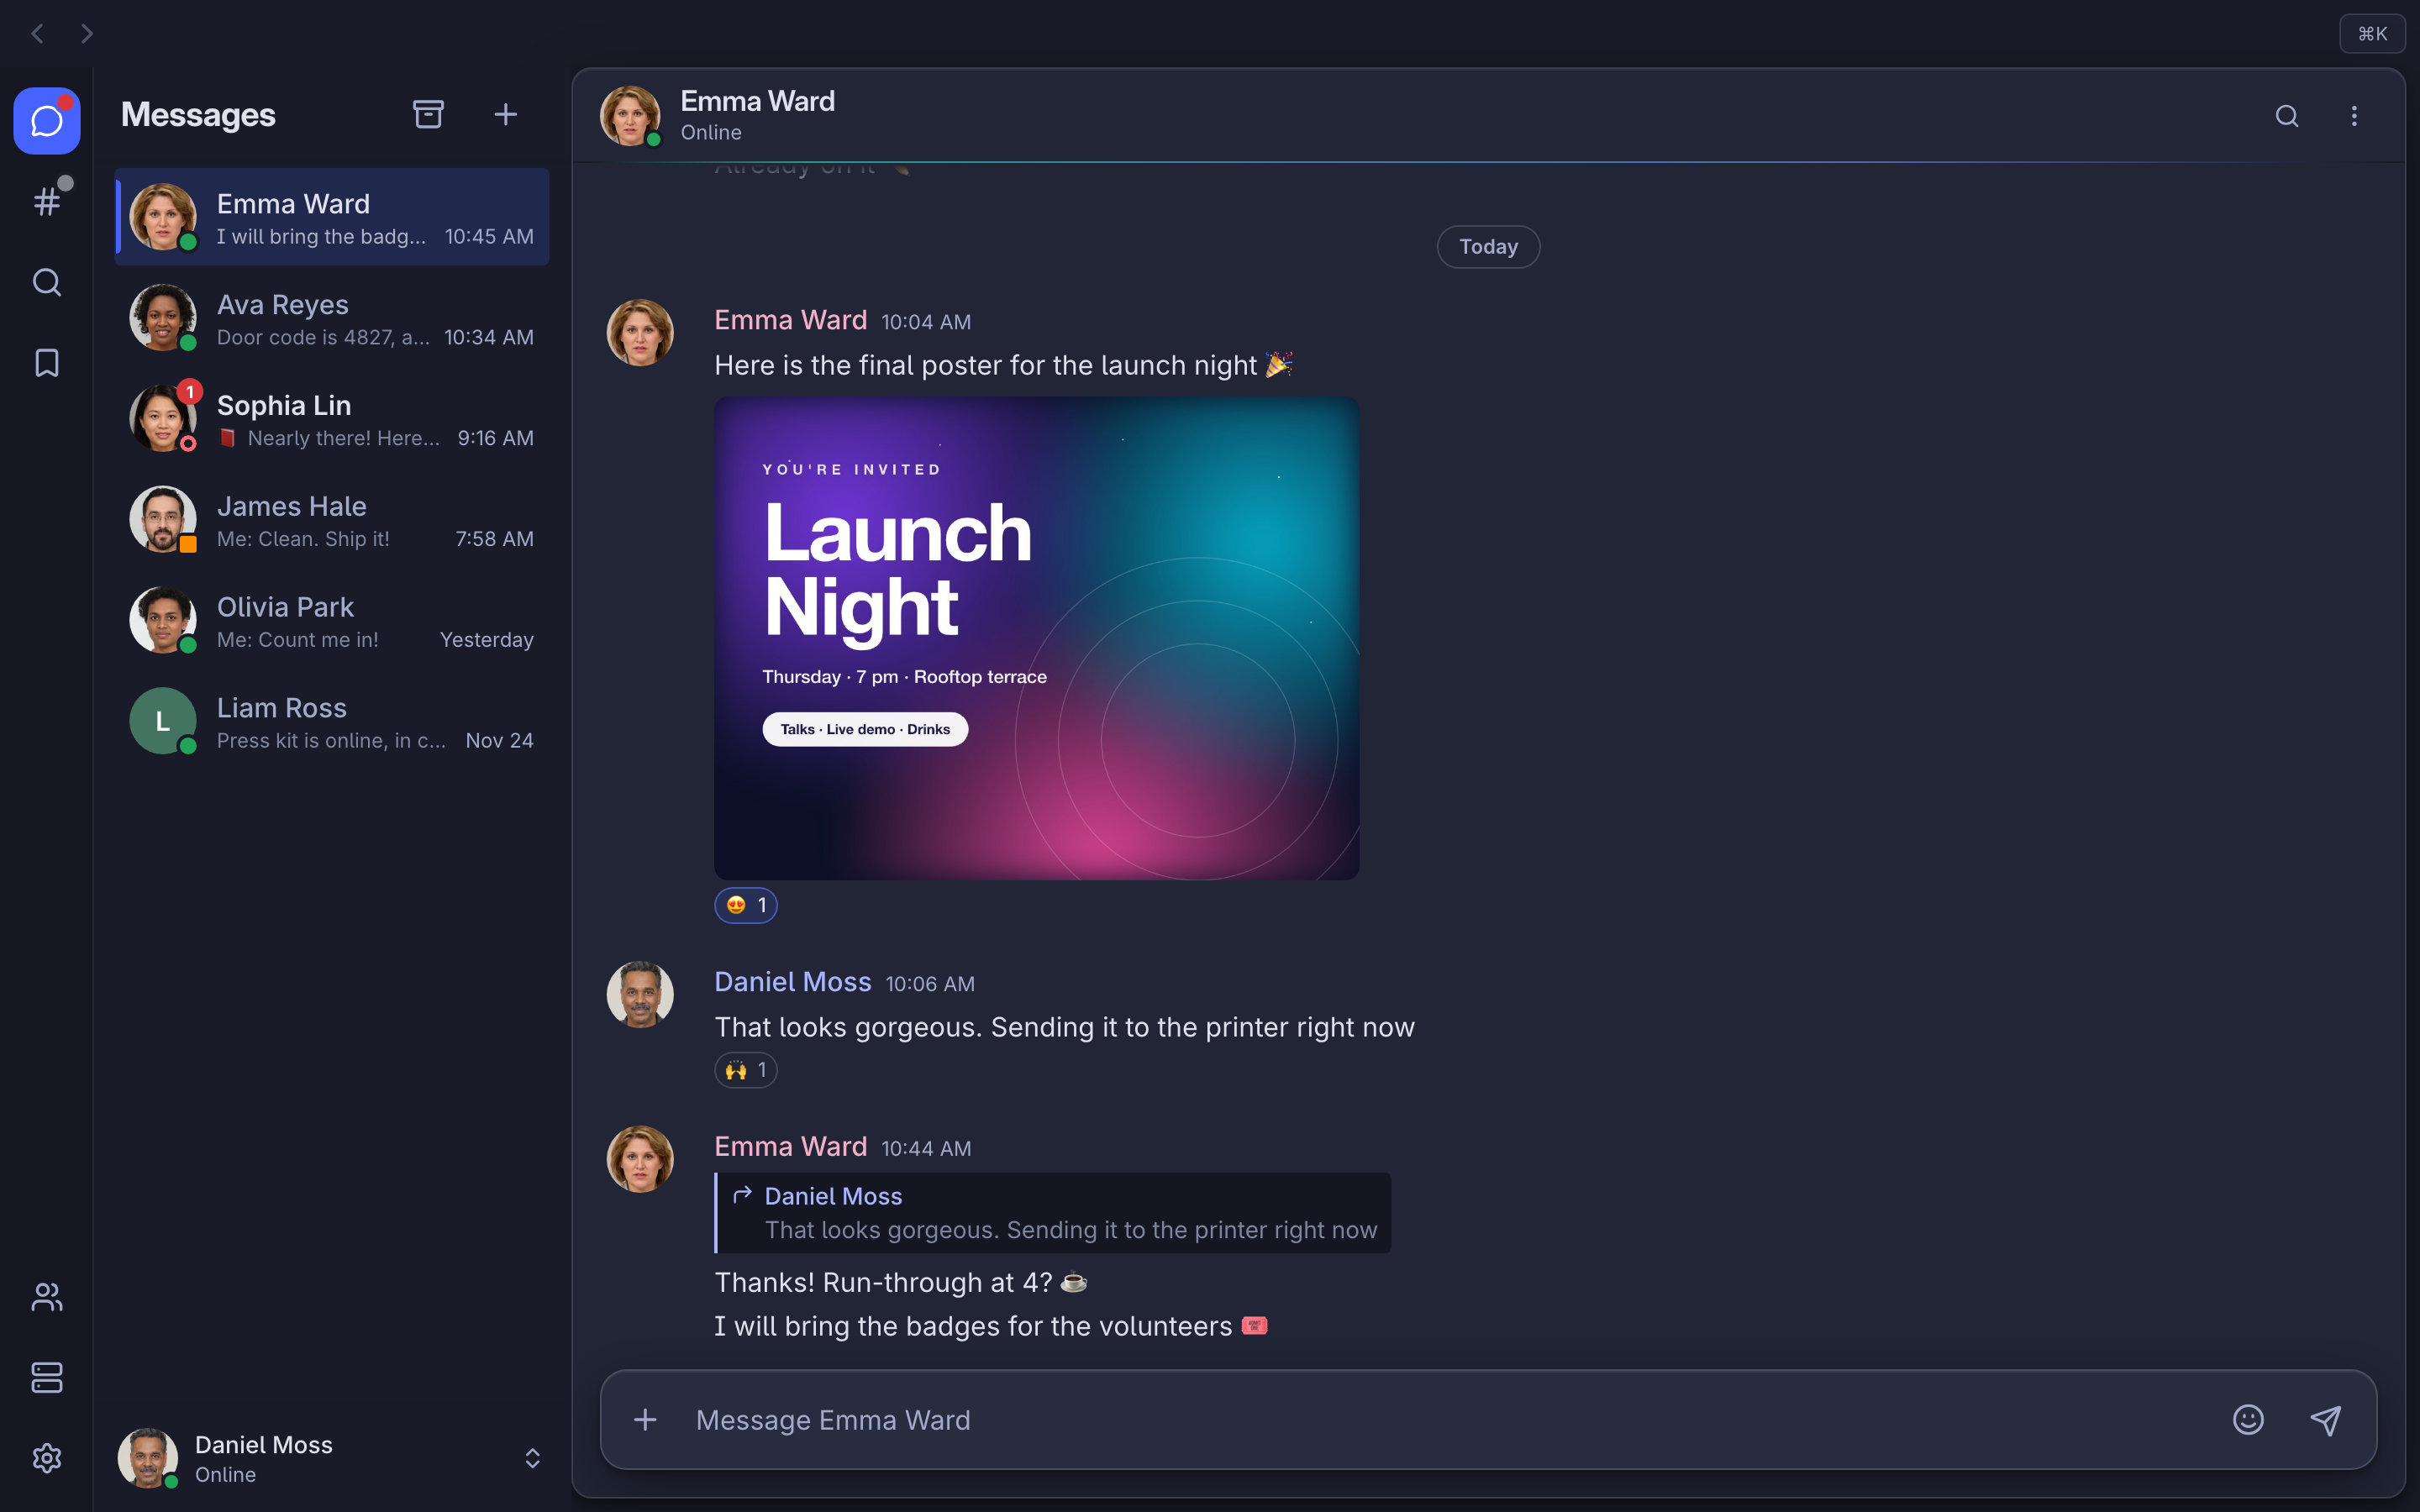 ⌘K
Messages
Emma Ward
I will bring the badg... 10:45 AM
Ava Reyes
Door code is 4827, a... 10:34 AM
1
Sophia Lin
Nearly there! Here... 9:16 AM
James Hale
Me: Clean. Ship it! 7:58 AM
Olivia Park
Me: Count me in! Yesterday
L
Liam Ross
Press kit is online, in c... Nov 24
Daniel Moss
Online
Emma Ward
Online
Already on it
Today
Emma Ward 10:04 AM
Here is the final poster for the launch night 🎉
YOU'RE INVITED
Launch
Night
Thursday · 7 pm · Rooftop terrace
Talks · Live demo · Drinks
😍 1
Daniel Moss 10:06 AM
That looks gorgeous. Sending it to the printer right now
🙌 1
Emma Ward 10:44 AM
Daniel Moss
That looks gorgeous. Sending it to the printer right now
Thanks! Run-through at 4? ☕
I will bring the badges for the volunteers 🎟️
Message Emma Ward